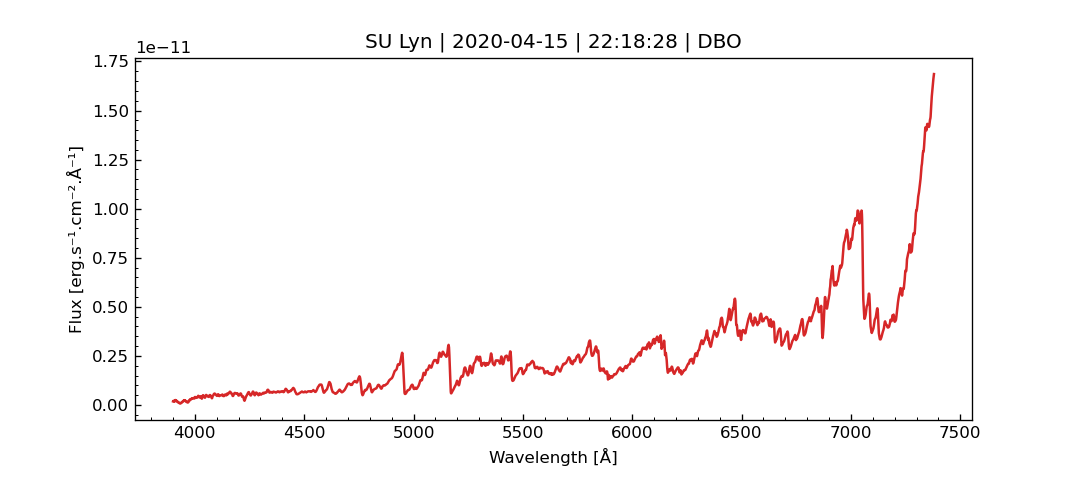 SU Lyn | 2020-04-15 | 22:18:28 | DBO
1e−11
1.75
1.50
1.25
1.00
0.75
0.50
0.25
0.00
Flux [erg.s⁻¹.cm⁻².Å⁻¹]
4000 4500 5000 5500 6000 6500 7000 7500
Wavelength [Å]